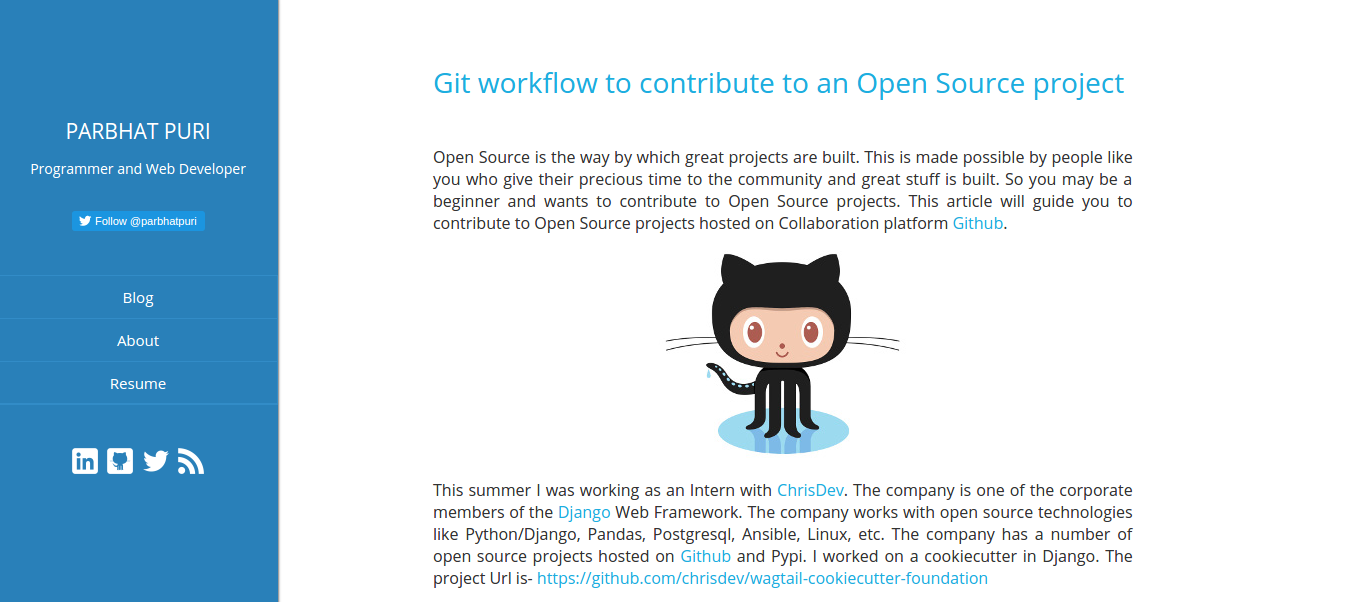 PARBHAT PURI
Programmer and Web Developer
Follow @parbhatpuri
Blog
About
Resume
Git workflow to contribute to an Open Source project
Open Source is the way by which great projects are built. This is made possible by people like
you who give their precious time to the community and great stuff is built. So you may be a
beginner and wants to contribute to Open Source projects. This article will guide you to
contribute to Open Source projects hosted on Collaboration platform Github.
This summer I was working as an Intern with ChrisDev. The company is one of the corporate
members of the Django Web Framework. The company works with open source technologies
like Python/Django, Pandas, Postgresql, Ansible, Linux, etc. The company has a number of
open source projects hosted on Github and Pypi. I worked on a cookiecutter in Django. The
project Url is- https://github.com/chrisdev/wagtail-cookiecutter-foundation